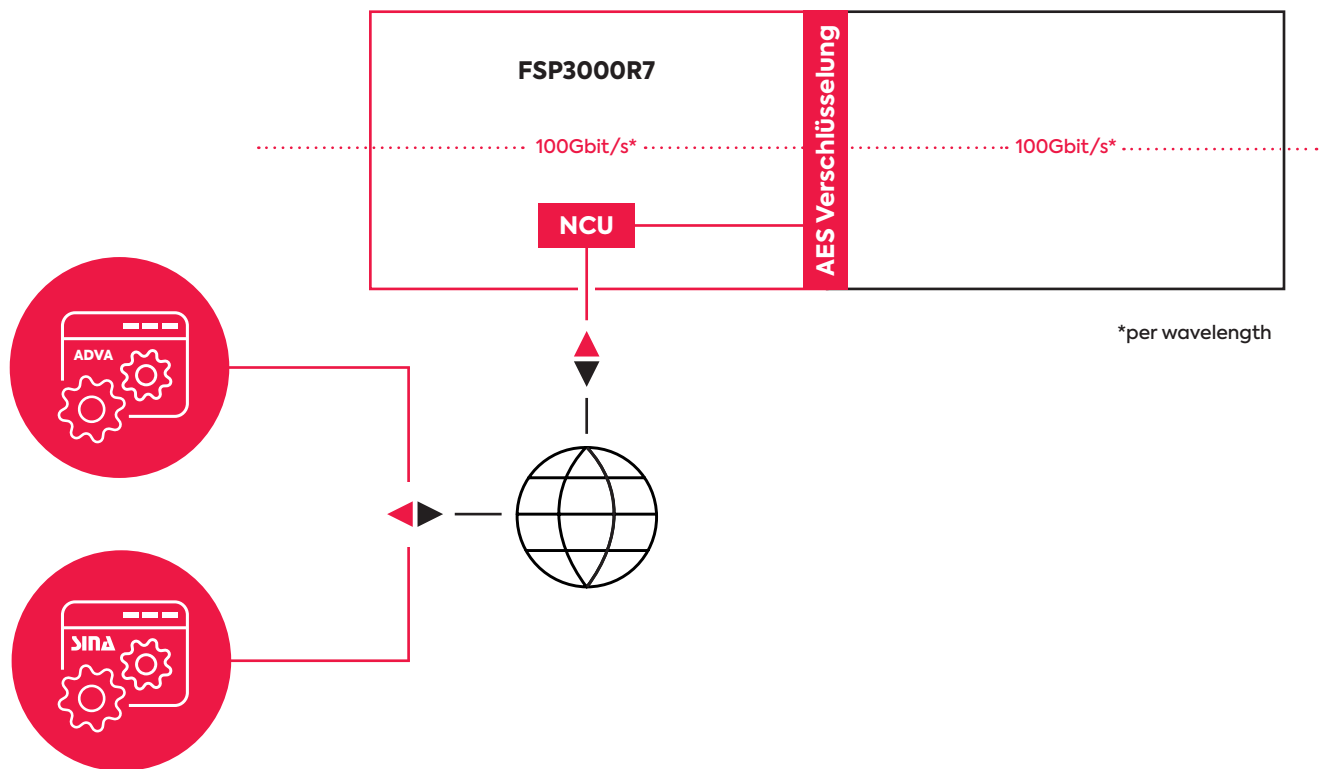 FSP3000R7
AES Verschlüsselung
100Gbit/s*
100Gbit/s*
NCU
*per wavelength
ADVA
SINA